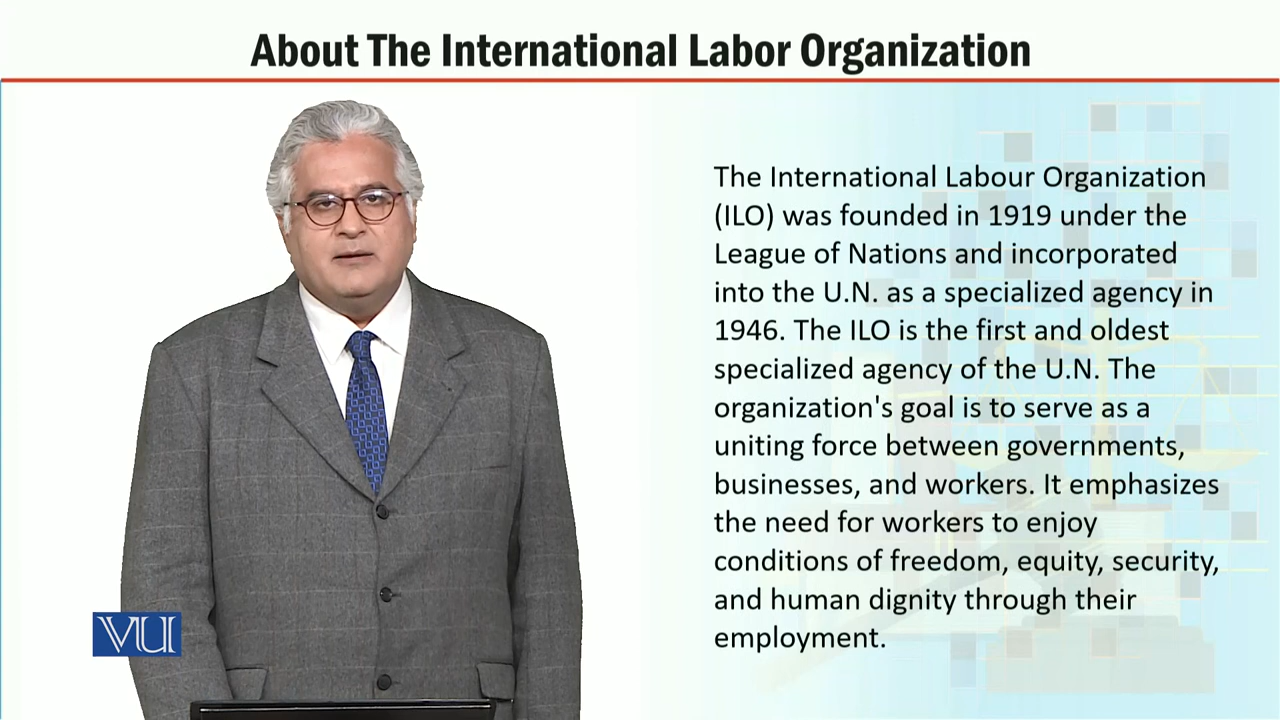 About The International Labor Organization
The International Labour Organization
(ILO) was founded in 1919 under the
League of Nations and incorporated
into the U.N. as a specialized agency in
1946. The ILO is the first and oldest
specialized agency of the U.N. The
organization's goal is to serve as a
uniting force between governments,
businesses, and workers. It emphasizes
the need for workers to enjoy
conditions of freedom, equity, security,
and human dignity through their
employment.
VU